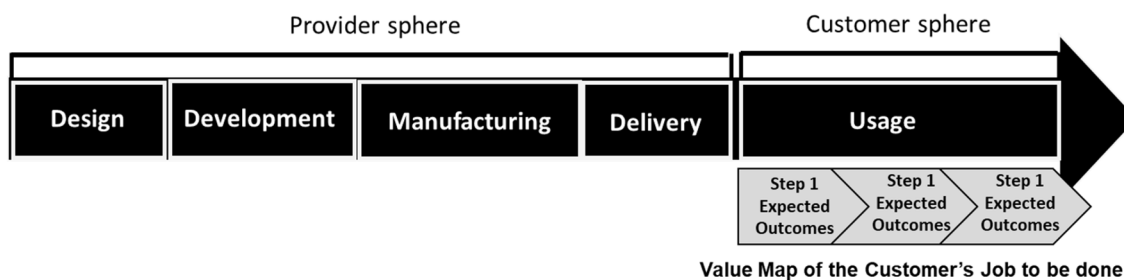 Provider sphere
Customer sphere
Design
Development
Manufacturing
Delivery
Usage
Step 1
Expected
Outcomes
Step 1
Expected
Outcomes
Step 1
Expected
Outcomes
Value Map of the Customer's Job to be done